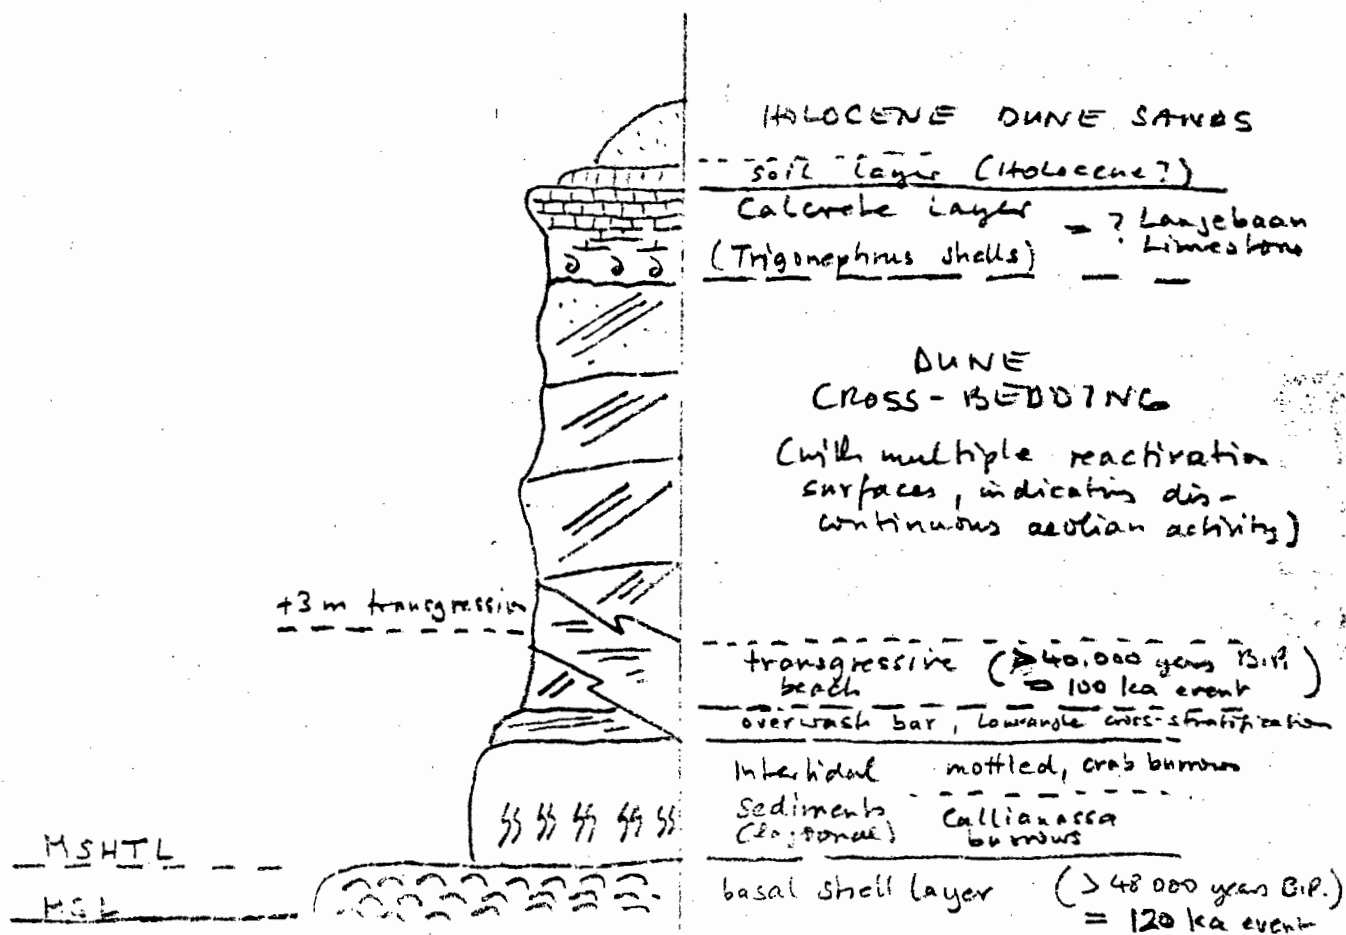 HOLOCENE DUNE SANDS
soil layer (Holocene?)
Calcrete Layer
(Trigonephrus shells)
= ? Langebaan
Limestone
DUNE
CROSS-BEDDING
(with multiple reactivation
surfaces, indicating dis-
continuous aeolian activity)
+3 m transgression
transgressive
beach
(>40.000 years B.P.
= 100 ka event)
overwash bar, low angle cross-stratification
Intertidal
Sediments
(lagoonal)
mottled, crab burrows
Callianassa
burrows
MSHTL
MSL
basal shell layer
(>48 000 years B.P.)
= 120 ka event